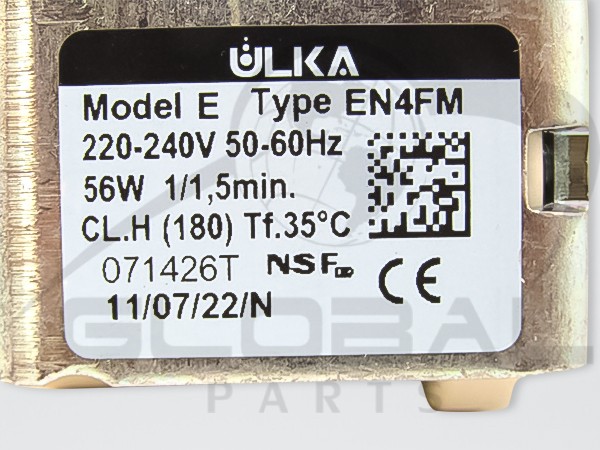 ULKA
Model E Type EN4FM
220-240V 50-60Hz
56W 1/1,5min.
CL.H (180) Tf.35°C
071426T NSF
11/07/22/N CE
GLOBAL
PARTS